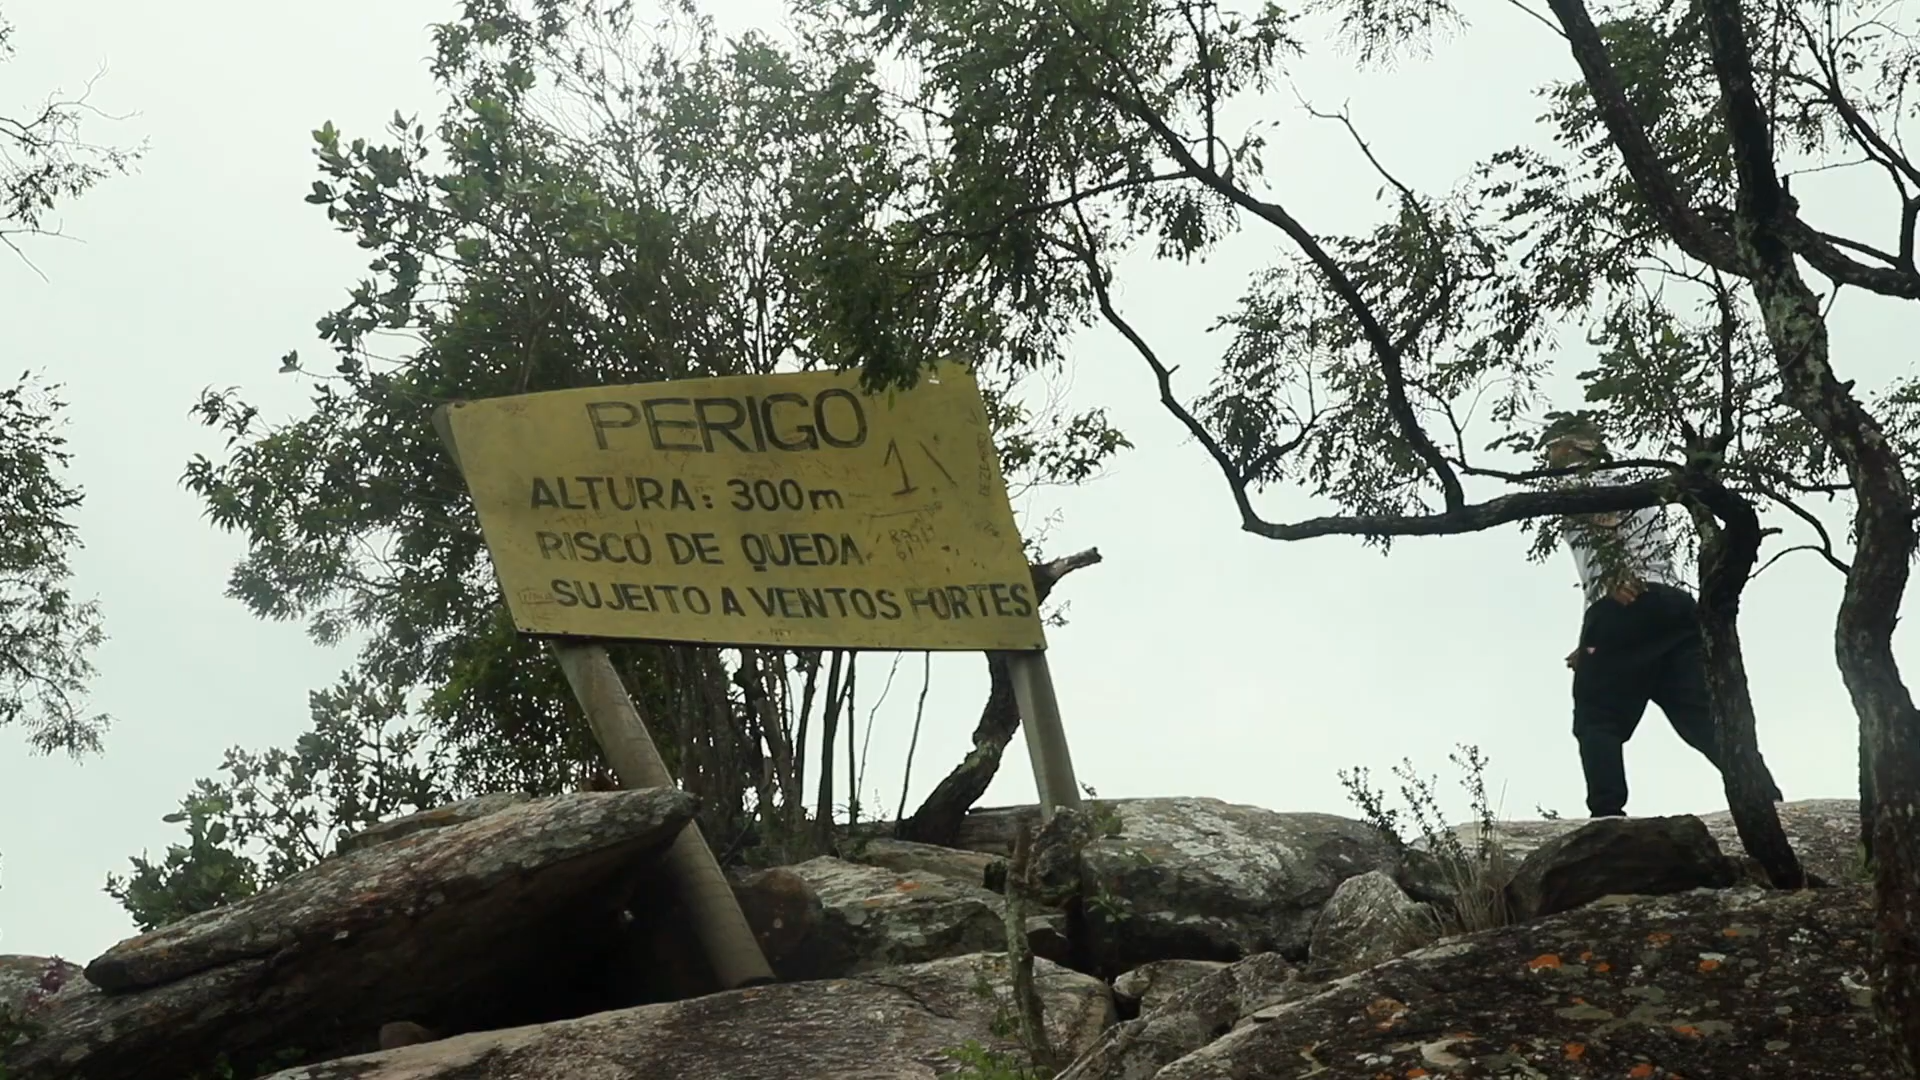 PERIGO
ALTURA: 300m
RISCO DE QUEDA
SUJEITO A VENTOS FORTES